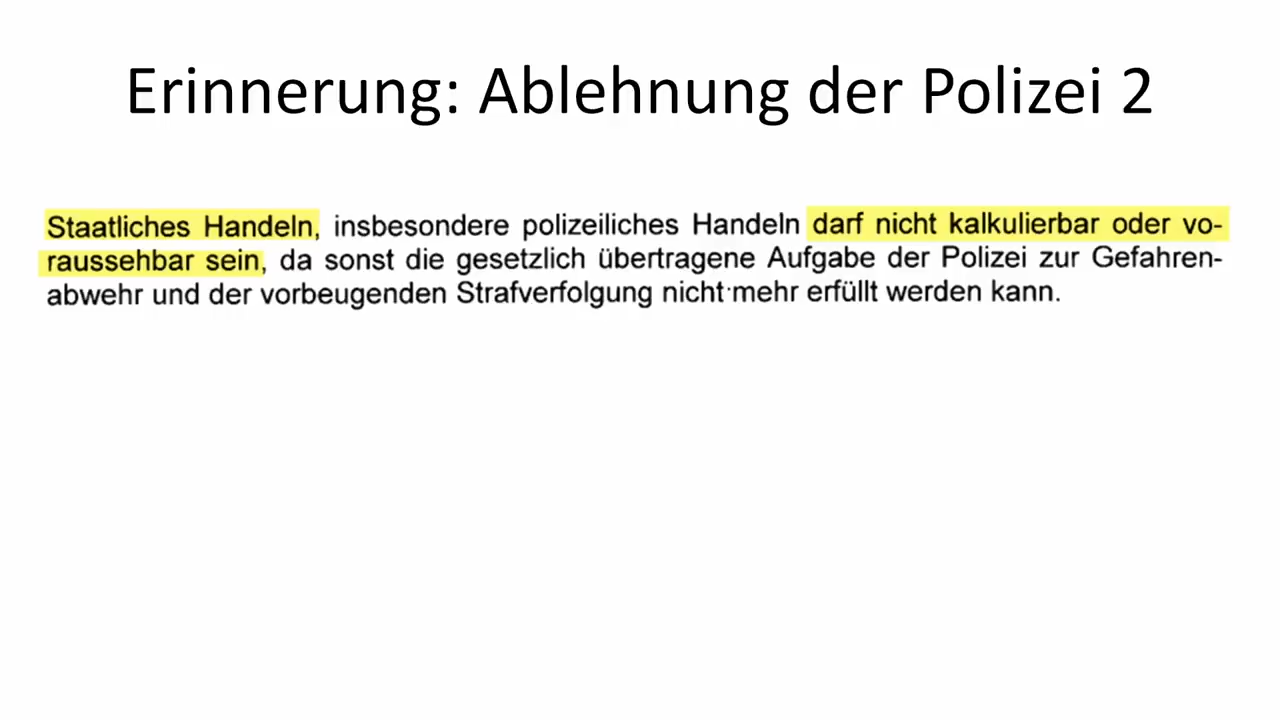 Erinnerung: Ablehnung der Polizei 2
Staatliches Handeln, insbesondere polizeiliches Handeln darf nicht kalkulierbar oder vo-
raussehbar sein, da sonst die gesetzlich übertragene Aufgabe der Polizei zur Gefahren-
abwehr und der vorbeugenden Strafverfolgung nicht mehr erfüllt werden kann.